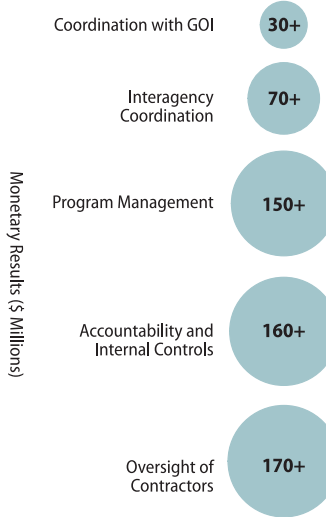 Coordination with GOI
30+
Interagency
Coordination
70+
Monetary Results ($ Millions)
Program Management
150+
Accountability and
Internal Controls
160+
Oversight of
Contractors
170+